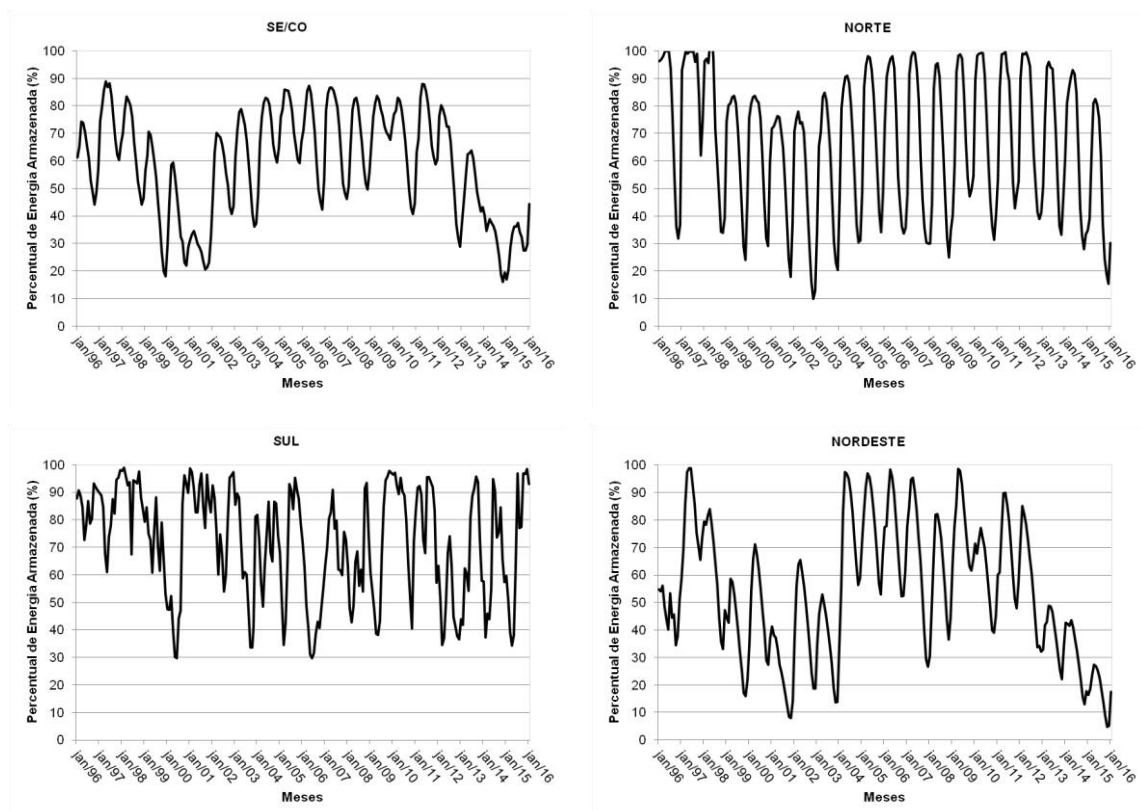 SE/CO
Percentual de Energia Armazenada (%)
100
90
80
70
60
50
40
30
20
10
0
jan/96
jan/97
jan/98
jan/99
jan/00
jan/01
jan/02
jan/03
jan/04
jan/05
jan/06
jan/07
jan/08
jan/09
jan/10
jan/11
jan/12
jan/13
jan/14
jan/15
jan/16
Meses
NORTE
Percentual de Energia Armazenada (%)
100
90
80
70
60
50
40
30
20
10
0
jan/96
jan/97
jan/98
jan/99
jan/00
jan/01
jan/02
jan/03
jan/04
jan/05
jan/06
jan/07
jan/08
jan/09
jan/10
jan/11
jan/12
jan/13
jan/14
jan/15
jan/16
Meses
SUL
Percentual de Energia Armazenada (%)
100
90
80
70
60
50
40
30
20
10
0
jan/96
jan/97
jan/98
jan/99
jan/00
jan/01
jan/02
jan/03
jan/04
jan/05
jan/06
jan/07
jan/08
jan/09
jan/10
jan/11
jan/12
jan/13
jan/14
jan/15
jan/16
Meses
NORDESTE
Percentual de Energia Armazenada (%)
100
90
80
70
60
50
40
30
20
10
0
jan/96
jan/97
jan/98
jan/99
jan/00
jan/01
jan/02
jan/03
jan/04
jan/05
jan/06
jan/07
jan/08
jan/09
jan/10
jan/11
jan/12
jan/13
jan/14
jan/15
jan/16
Meses